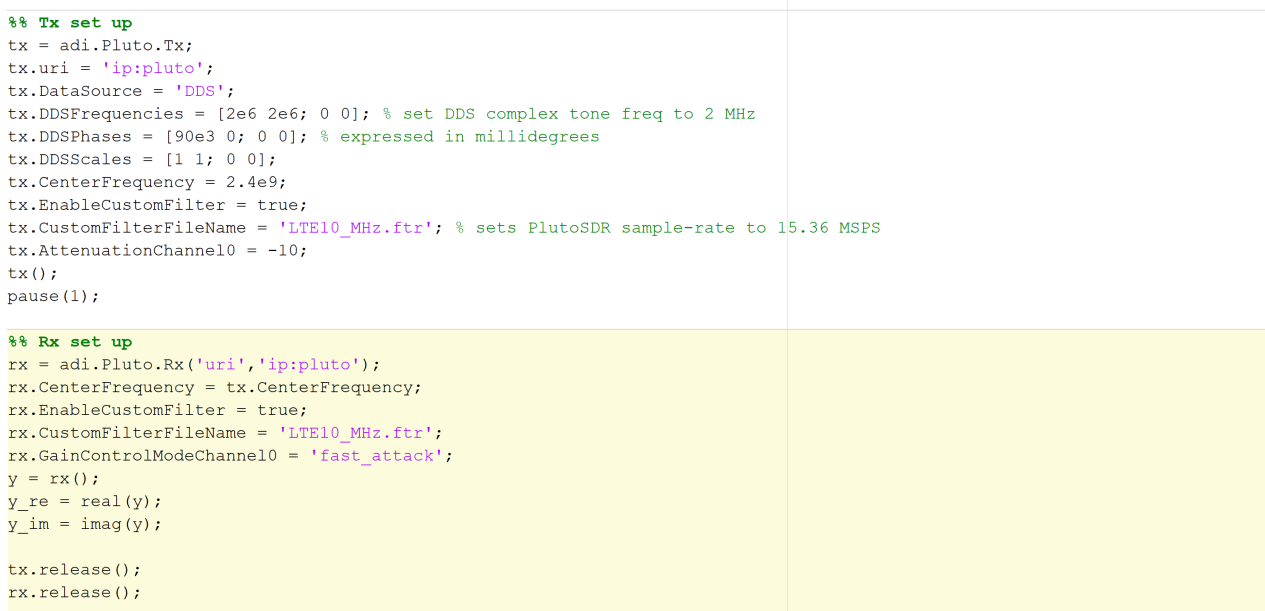 %% Tx set up
tx = adi.Pluto.Tx;
tx.uri = 'ip:pluto';
tx.DataSource = 'DDS';
tx.DDSFrequencies = [2e6 2e6; 0 0]; % set DDS complex tone freq to 2 MHz
tx.DDSPhases = [90e3 0; 0 0]; % expressed in millidegrees
tx.DDSScales = [1 1; 0 0];
tx.CenterFrequency = 2.4e9;
tx.EnableCustomFilter = true;
tx.CustomFilterFileName = 'LTE10_MHz.ftr'; % sets PlutoSDR sample-rate to 15.36 MSPS
tx.AttenuationChannel0 = -10;
tx();
pause(1);
%% Rx set up
rx = adi.Pluto.Rx('uri','ip:pluto');
rx.CenterFrequency = tx.CenterFrequency;
rx.EnableCustomFilter = true;
rx.CustomFilterFileName = 'LTE10_MHz.ftr';
rx.GainControlModeChannel0 = 'fast_attack';
y = rx();
y_re = real(y);
y_im = imag(y);
tx.release();
rx.release();